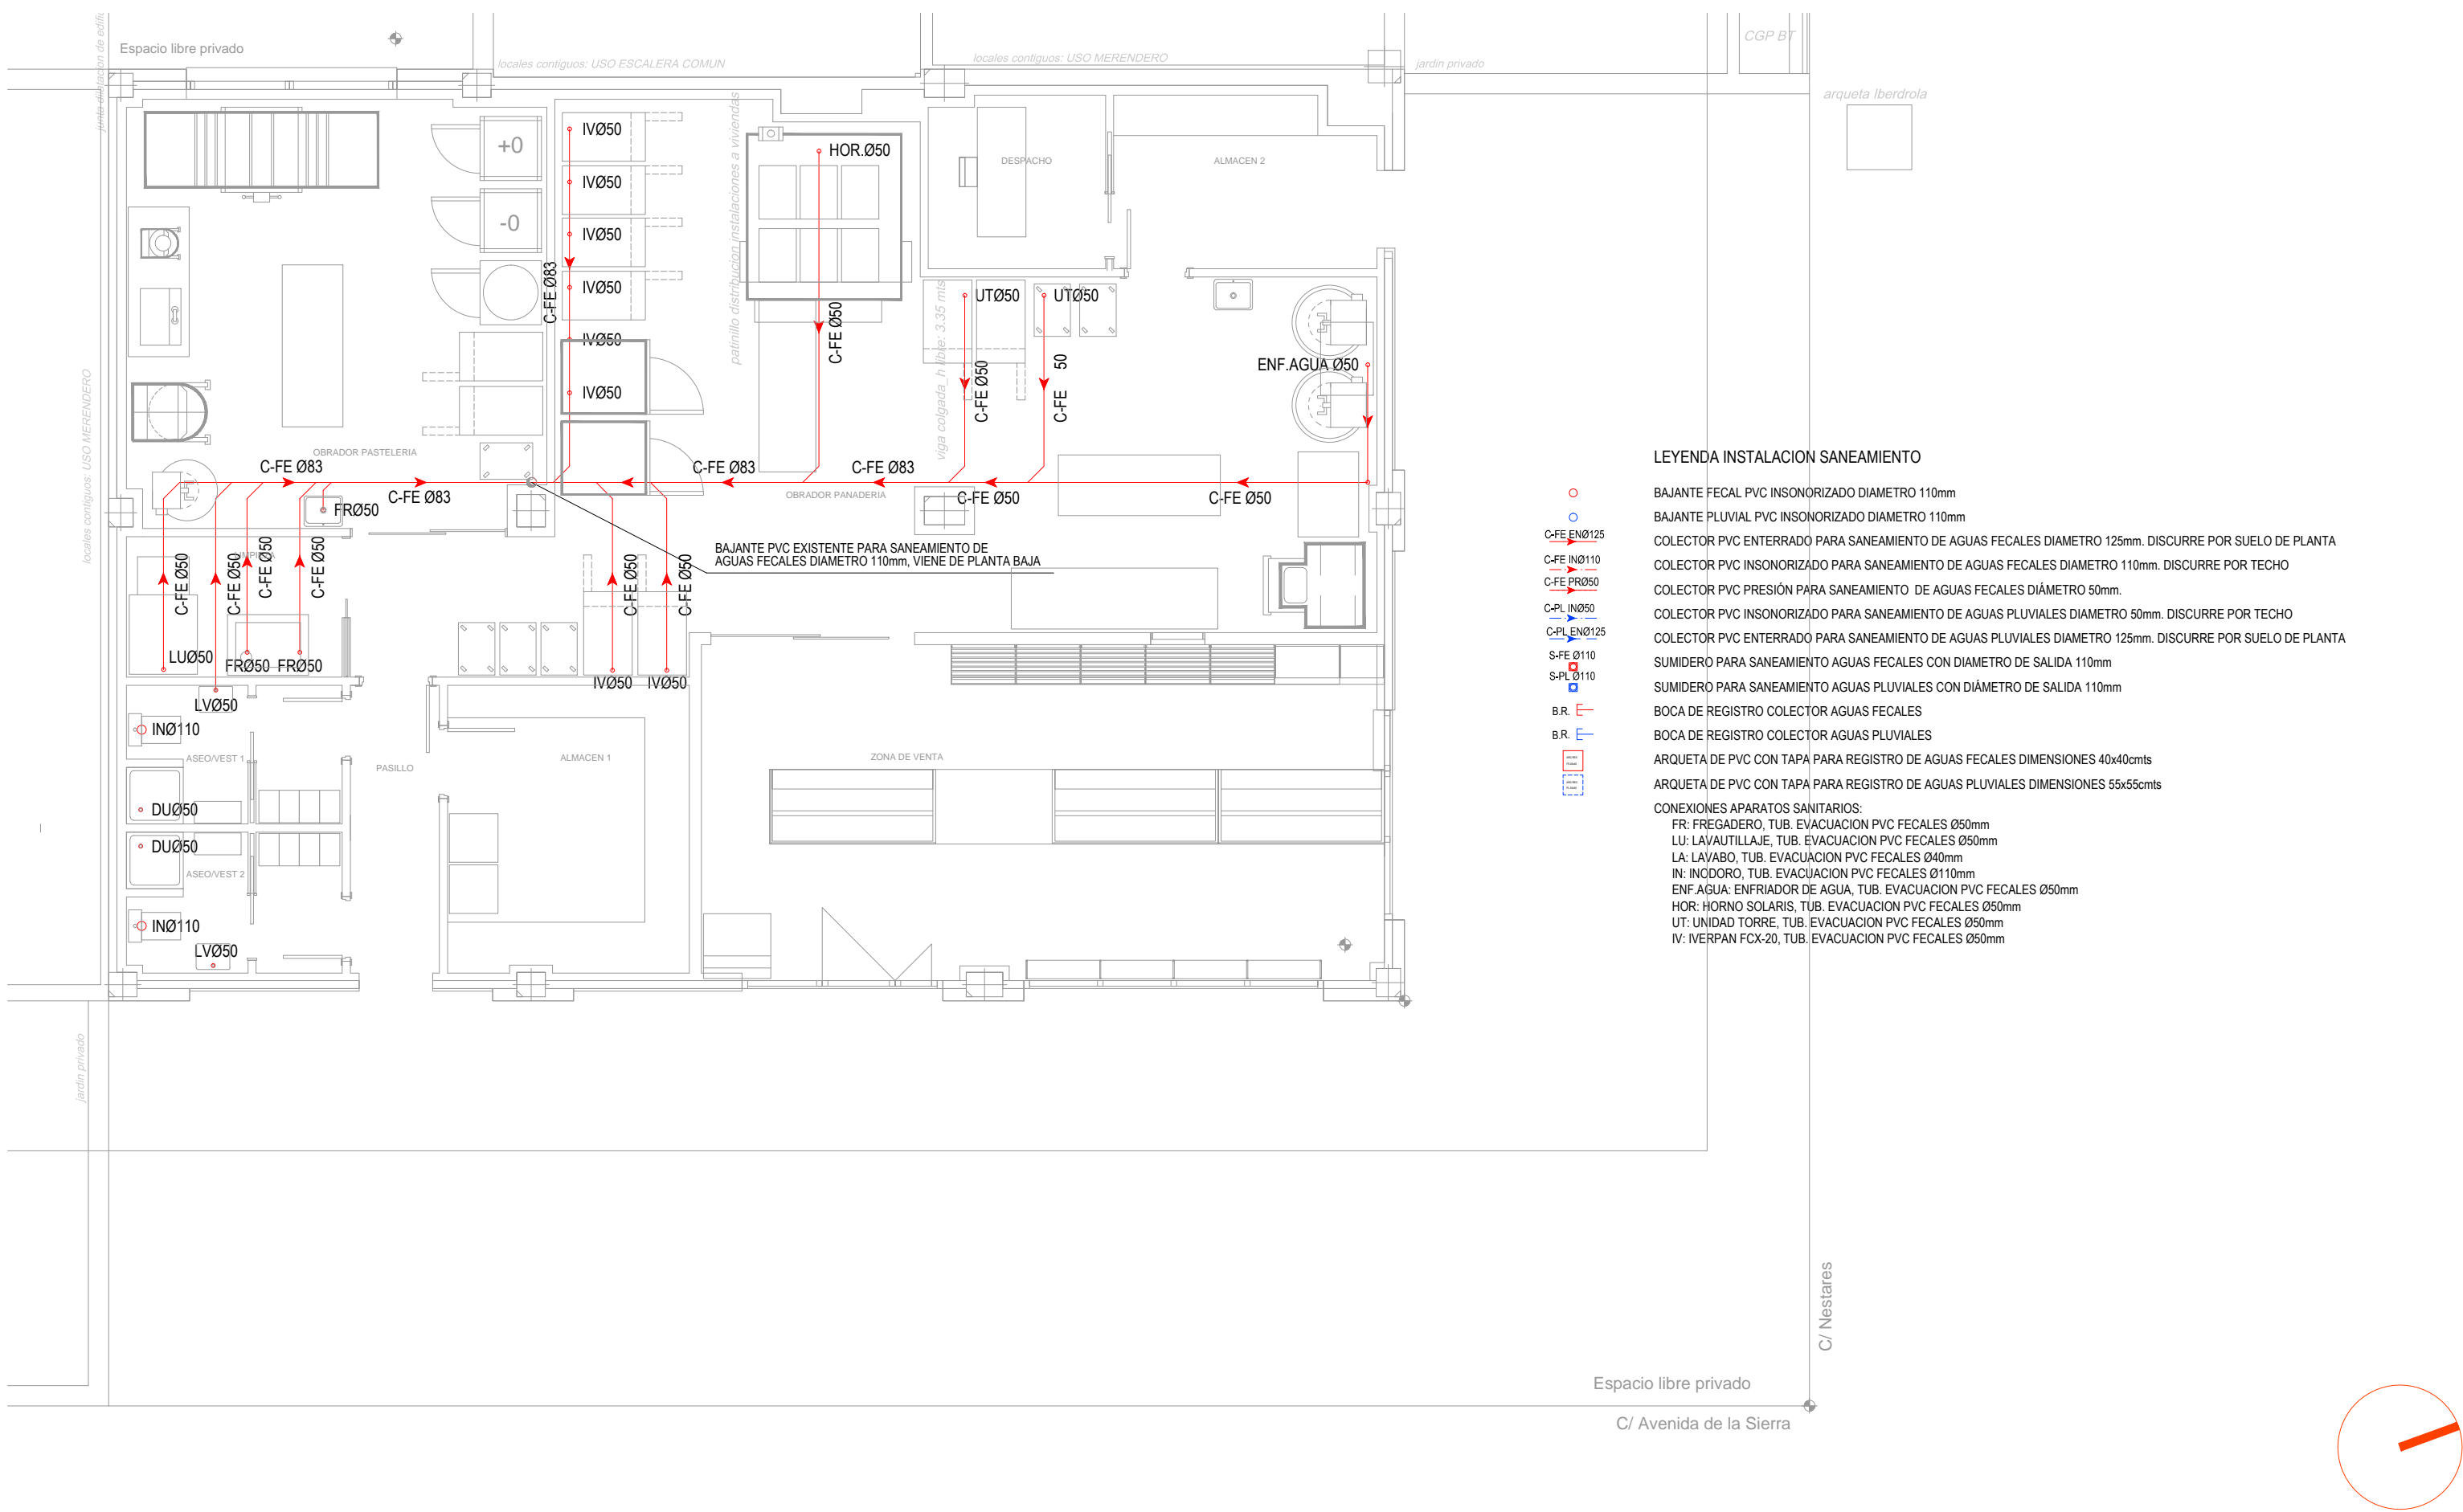 junta dilatacion de edific
Espacio libre privado
locales contiguos: USO ESCALERA COMUN
locales contiguos: USO MERENDERO
jardin privado
CGP BT
arqueta Iberdrola
patinillo distribucion instalaciones a viviendas
+0
-0
IVØ50
IVØ50
IVØ50
IVØ50
IVØ50
IVØ50
C-FE Ø83
HOR.Ø50
C-FE Ø50
DESPACHO
ALMACEN 2
viga colgada_h libre: 3.35 mts
UTØ50
UTØ50
C-FE Ø50
C-FE 50
ENF.AGUA Ø50
locales contiguos: USO MERENDERO
OBRADOR PASTELERIA
C-FE Ø83
C-FE Ø83
C-FE Ø83
C-FE Ø83
OBRADOR PANADERIA
C-FE Ø50
C-FE Ø50
FRØ50
BAJANTE PVC EXISTENTE PARA SANEAMIENTO DE
AGUAS FECALES DIAMETRO 110mm, VIENE DE PLANTA BAJA
C-FE Ø50
C-FE Ø50
C-FE Ø50
C-FE Ø50
C-FE Ø50
C-FE Ø50
LUØ50
FRØ50
FRØ50
IVØ50
IVØ50
LVØ50
INØ110
ASEO/VEST 1
PASILLO
ALMACEN 1
ZONA DE VENTA
DUØ50
DUØ50
ASEO/VEST 2
INØ110
LVØ50
jardin privado
LEYENDA INSTALACION SANEAMIENTO
BAJANTE FECAL PVC INSONORIZADO DIAMETRO 110mm
BAJANTE PLUVIAL PVC INSONORIZADO DIAMETRO 110mm
C-FE ENØ125 COLECTOR PVC ENTERRADO PARA SANEAMIENTO DE AGUAS FECALES DIAMETRO 125mm. DISCURRE POR SUELO DE PLANTA
C-FE INØ110 COLECTOR PVC INSONORIZADO PARA SANEAMIENTO DE AGUAS FECALES DIAMETRO 110mm. DISCURRE POR TECHO
C-FE PRØ50 COLECTOR PVC PRESIÓN PARA SANEAMIENTO DE AGUAS FECALES DIÁMETRO 50mm.
C-PL INØ50 COLECTOR PVC INSONORIZADO PARA SANEAMIENTO DE AGUAS PLUVIALES DIAMETRO 50mm. DISCURRE POR TECHO
C-PL ENØ125 COLECTOR PVC ENTERRADO PARA SANEAMIENTO DE AGUAS PLUVIALES DIAMETRO 125mm. DISCURRE POR SUELO DE PLANTA
S-FE Ø110 SUMIDERO PARA SANEAMIENTO AGUAS FECALES CON DIAMETRO DE SALIDA 110mm
S-PL Ø110 SUMIDERO PARA SANEAMIENTO AGUAS PLUVIALES CON DIÁMETRO DE SALIDA 110mm
B.R. BOCA DE REGISTRO COLECTOR AGUAS FECALES
B.R. BOCA DE REGISTRO COLECTOR AGUAS PLUVIALES
ARQUETA DE PVC CON TAPA PARA REGISTRO DE AGUAS FECALES DIMENSIONES 40x40cmts
ARQUETA DE PVC CON TAPA PARA REGISTRO DE AGUAS PLUVIALES DIMENSIONES 55x55cmts
CONEXIONES APARATOS SANITARIOS:
FR: FREGADERO, TUB. EVACUACION PVC FECALES Ø50mm
LU: LAVAUTILLAJE, TUB. EVACUACION PVC FECALES Ø50mm
LA: LAVABO, TUB. EVACUACION PVC FECALES Ø40mm
IN: INODORO, TUB. EVACUACION PVC FECALES Ø110mm
ENF.AGUA: ENFRIADOR DE AGUA, TUB. EVACUACION PVC FECALES Ø50mm
HOR: HORNO SOLARIS, TUB. EVACUACION PVC FECALES Ø50mm
UT: UNIDAD TORRE, TUB. EVACUACION PVC FECALES Ø50mm
IV: IVERPAN FCX-20, TUB. EVACUACION PVC FECALES Ø50mm
C/ Nestares
Espacio libre privado
C/ Avenida de la Sierra